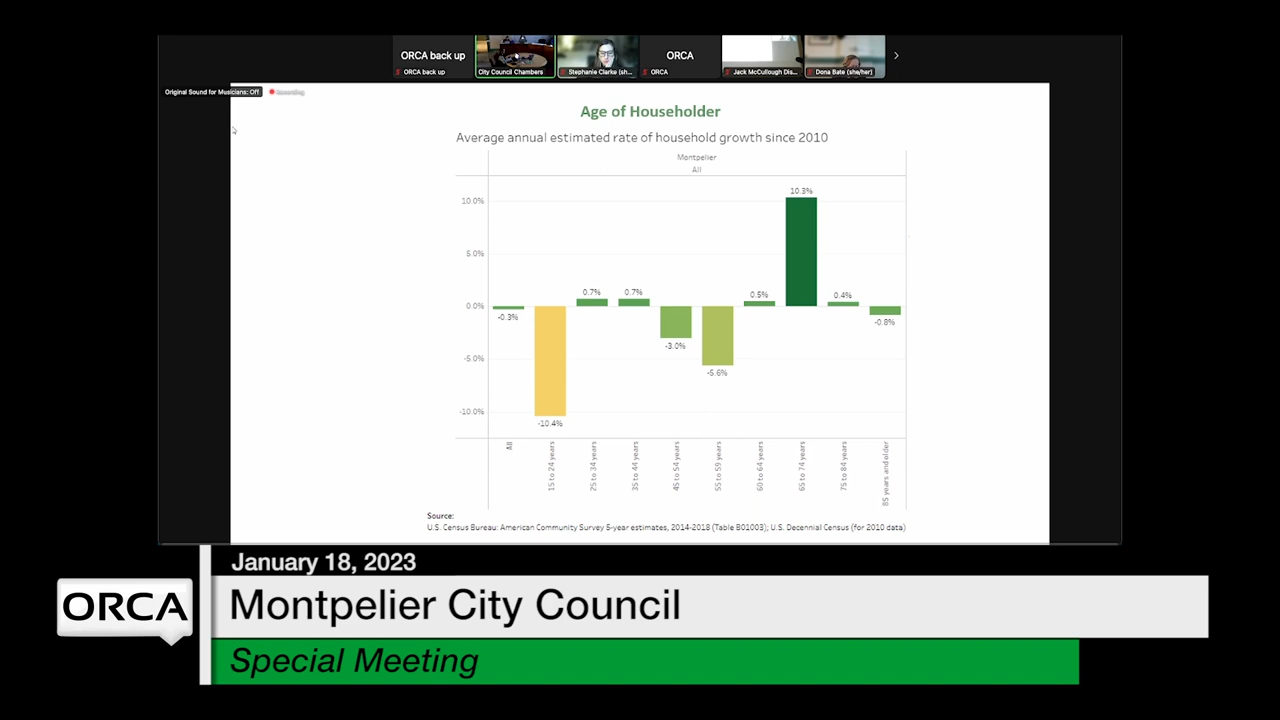 ORCA back up
ORCA
ORCA back up
City Council Chambers
Stephanie Clarke (sh...
ORCA
Jack McCullough Dis...
Dona Bate (she/her)
Original Sound for Musicians: Off
Recording
Age of Householder
Average annual estimated rate of household growth since 2010
Montpelier
All
10.3%
10.0%
5.0%
0.7%
0.7%
0.5%
0.4%
0.0%
-0.3%
-0.8%
-3.0%
-5.0%
-5.6%
-10.0%
-10.4%
All
15 to 24 years
25 to 34 years
35 to 44 years
45 to 54 years
55 to 59 years
60 to 64 years
65 to 74 years
75 to 84 years
85 years and older
Source:
U.S. Census Bureau: American Community Survey 5-year estimates, 2014-2018 (Table B01003); U.S. Decennial Census (for 2010 data)
January 18, 2023
ORCA
Montpelier City Council
Special Meeting